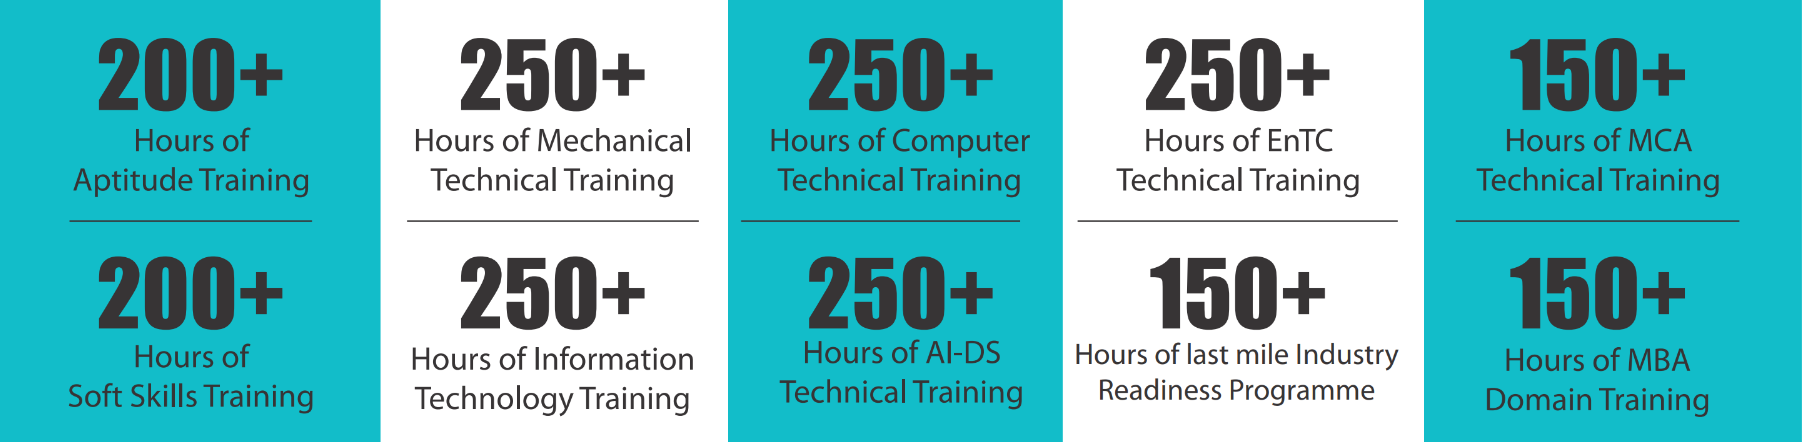 200+
Hours of
Aptitude Training
200+
Hours of
Soft Skills Training
250+
Hours of Mechanical
Technical Training
250+
Hours of Information
Technology Training
250+
Hours of Computer
Technical Training
250+
Hours of AI-DS
Technical Training
250+
Hours of EnTC
Technical Training
150+
Hours of last mile Industry
Readiness Programme
150+
Hours of MCA
Technical Training
150+
Hours of MBA
Domain Training